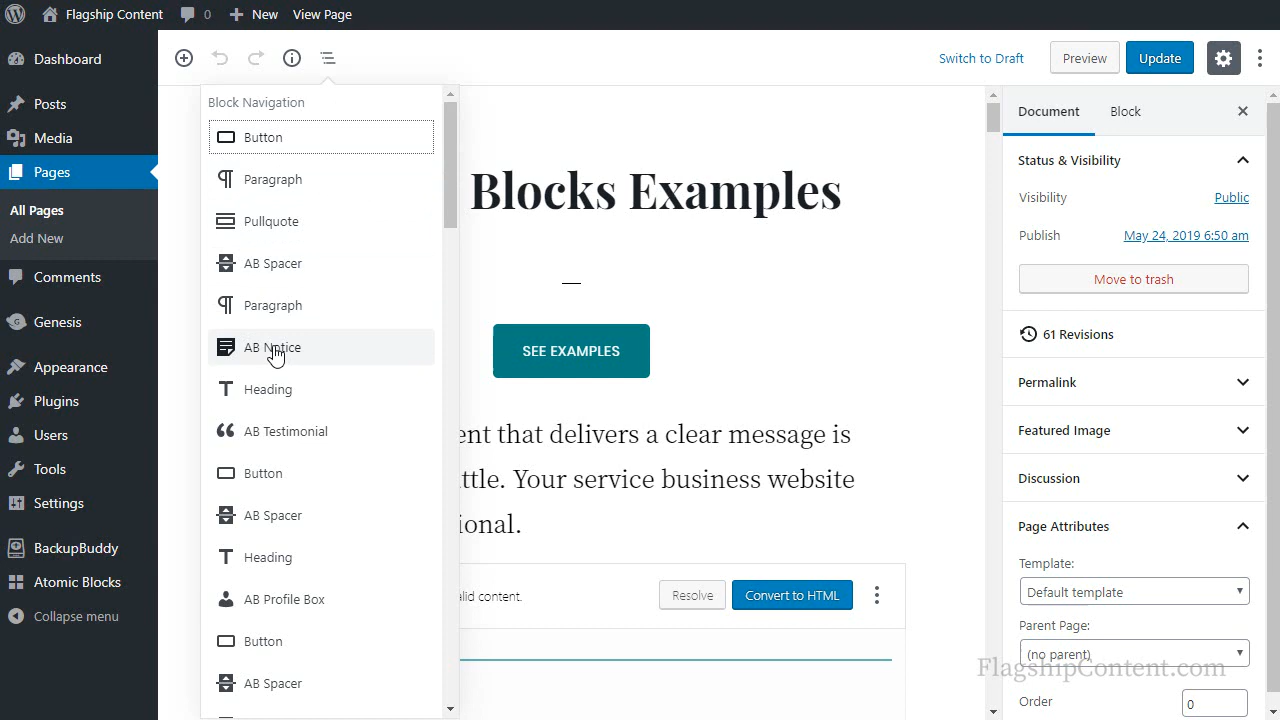 Flagship Content
0
New
View Page
Dashboard
Posts
Media
Pages
All Pages
Add New
Comments
Genesis
Appearance
Plugins
Users
Tools
Settings
BackupBuddy
Atomic Blocks
Collapse menu
Switch to Draft
Preview
Update
Block Navigation
Button
Paragraph
Pullquote
AB Spacer
Paragraph
AB Notice
Heading
AB Testimonial
Button
AB Spacer
Heading
AB Profile Box
Button
AB Spacer
Blocks Examples
SEE EXAMPLES
ent that delivers a clear message is
ttle. Your service business website
ional.
alid content.
Resolve
Convert to HTML
Document
Block
Status & Visibility
Visibility
Public
Publish
May 24, 2019 6:50 am
Move to trash
61 Revisions
Permalink
Featured Image
Discussion
Page Attributes
Template:
Default template
Parent Page:
(no parent)
FlagshipContent.com
Order
0